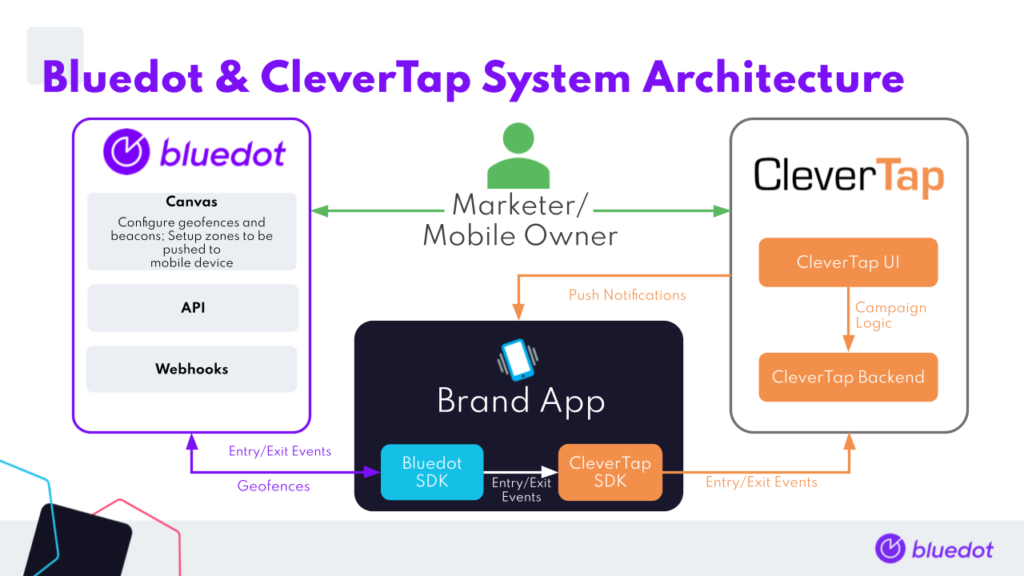 Bluedot & CleverTap System Architecture
bluedot
Canvas
Configure geofences and
beacons; Setup zones to be
pushed to
mobile device
API
Webhooks
Marketer/
Mobile Owner
CleverTap
CleverTap UI
Campaign
Logic
CleverTap Backend
Push Notifications
Brand App
Bluedot
SDK
Entry/Exit
Events
CleverTap
SDK
Entry/Exit Events
Geofences
Entry/Exit Events
bluedot